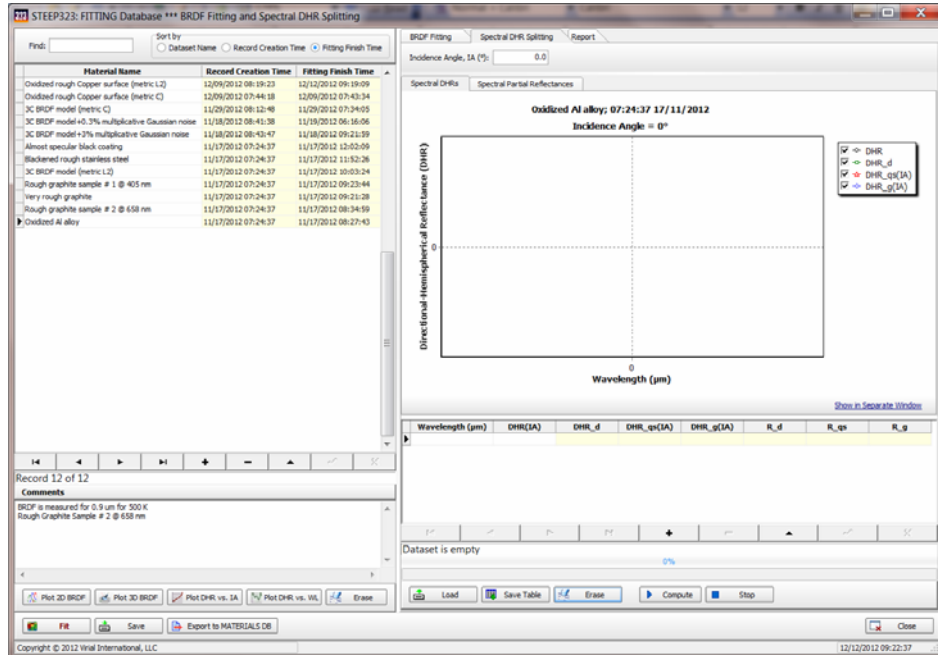 STEEP323: FITTING Database *** BRDF Fitting and Spectral DHR Splitting
Find:
Sort by
Dataset Name Record Creation Time Fitting Finish Time
Material Name Record Creation Time Fitting Finish Time
Oxidized rough Copper surface (metric L2) 12/09/2012 08:19:23 12/12/2012 09:19:09
Oxidized rough Copper surface (metric C) 12/09/2012 07:44:18 12/09/2012 07:43:34
3C BRDF model (metric C) 11/29/2012 08:12:48 11/29/2012 07:34:05
3C BRDF model+0.3% multiplicative Gaussian noise 11/18/2012 08:41:38 11/19/2012 06:16:06
3C BRDF model+3% multiplicative Gaussian noise 11/18/2012 08:43:47 11/18/2012 09:21:59
Almost specular black coating 11/17/2012 07:24:37 11/17/2012 12:02:09
Blackened rough stainless steel 11/17/2012 07:24:37 11/17/2012 11:52:26
3C BRDF model (metric L2) 11/17/2012 07:24:37 11/17/2012 10:03:24
Rough graphite sample # 1 @ 405 nm 11/17/2012 07:24:37 11/17/2012 09:23:44
Very rough graphite 11/17/2012 07:24:37 11/17/2012 09:21:28
Rough graphite sample # 2 @ 658 nm 11/17/2012 07:24:37 11/17/2012 08:34:59
Oxidized Al alloy 11/17/2012 07:24:37 11/17/2012 08:27:43
Record 12 of 12
Comments
BRDF is measured for 0.9 um for 500 K
Rough Graphite Sample # 2 @ 658 nm
Plot 2D BRDF Plot 3D BRDF Plot DHR vs. IA Plot DHR vs. WL Erase
Fit Save Export to MATERIALS DB
BRDF Fitting Spectral DHR Splitting Report
Incidence Angle, IA (°): 0.0
Spectral DHRs Spectral Partial Reflectances
Oxidized Al alloy; 07:24:37 17/11/2012
Incidence Angle = 0°
Directional-Hemispherical Reflectance (DHR)
0
0
Wavelength (µm)
DHR
DHR_d
DHR_qs(IA)
DHR_g(IA)
Show in Separate Window
Wavelength (µm) DHR(IA) DHR_d DHR_qs(IA) DHR_g(IA) R_d R_qs R_g
Dataset is empty
0%
Load Save Table Erase Compute Stop
Close
Copyright © 2012 Virial International, LLC
12/12/2012 09:22:37